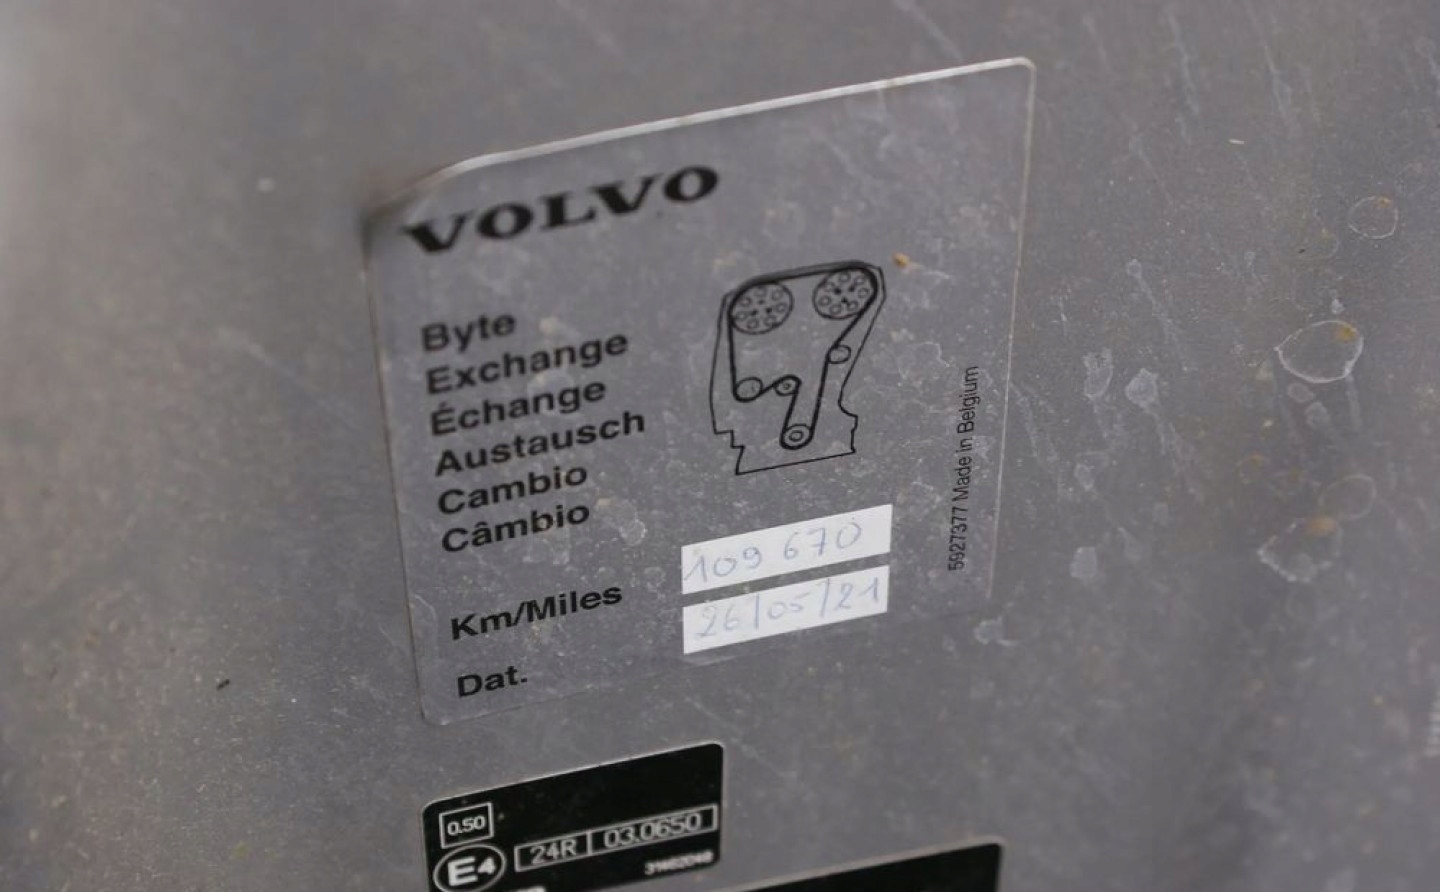 VOLVO
Byte
Exchange
Échange
Austausch
Cambio
Câmbio
Km/Miles 109 670
Dat. 26/05/21
5927377 Made in Belgium
0.50
E4 24R 03.0650